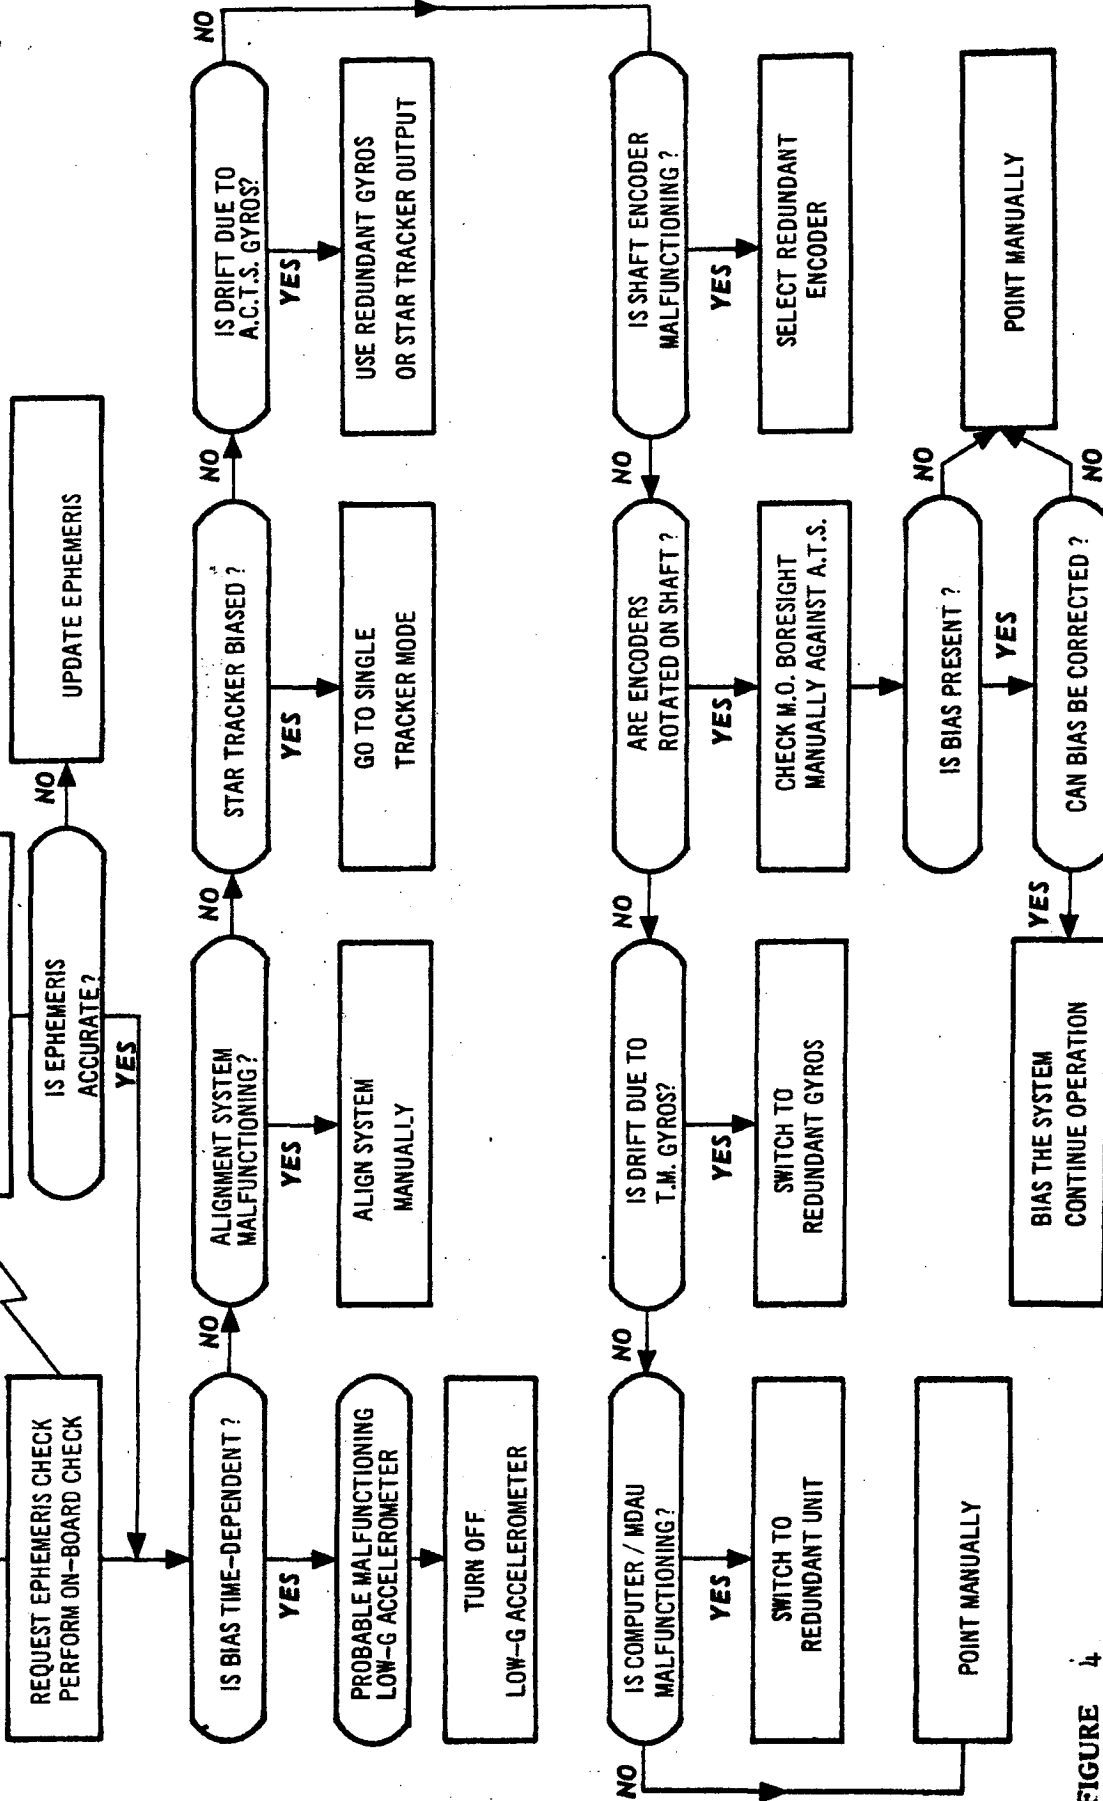 REQUEST EPHEMERIS CHECK
PERFORM ON-BOARD CHECK
IS EPHEMERIS
ACCURATE?
NO
UPDATE EPHEMERIS
YES
IS BIAS TIME-DEPENDENT?
NO
ALIGNMENT SYSTEM
MALFUNCTIONING?
NO
STAR TRACKER BIASED?
NO
IS DRIFT DUE TO
A.C.T.S. GYROS?
NO
YES
YES
YES
YES
PROBABLE MALFUNCTIONING
LOW-G ACCELEROMETER
ALIGN SYSTEM
MANUALLY
GO TO SINGLE
TRACKER MODE
USE REDUNDANT GYROS
OR STAR TRACKER OUTPUT
TURN OFF
LOW-G ACCELEROMETER
NO
IS COMPUTER / MDAU
MALFUNCTIONING?
NO
IS DRIFT DUE TO
T.M. GYROS?
NO
ARE ENCODERS
ROTATED ON SHAFT?
NO
IS SHAFT ENCODER
MALFUNCTIONING?
YES
YES
YES
YES
SWITCH TO
REDUNDANT UNIT
SWITCH TO
REDUNDANT GYROS
CHECK M.O. BORESIGHT
MANUALLY AGAINST A.T.S.
SELECT REDUNDANT
ENCODER
POINT MANUALLY
IS BIAS PRESENT?
NO
POINT MANUALLY
YES
BIAS THE SYSTEM
CONTINUE OPERATION
YES
CAN BIAS BE CORRECTED?
NO
FIGURE 4